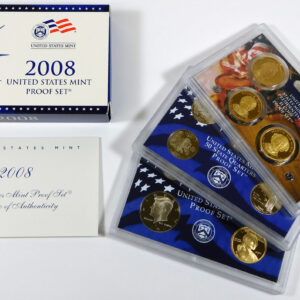 UNITED STATES MINT
2008
UNITED STATES MINT
PROOF SET
2008
STATES MINT
2008
Mint Proof Set
of Authenticity
UNITED STATES MINT
50 STATE QUARTERS
PROOF SET
UNITED STATES MINT
PROOF SET